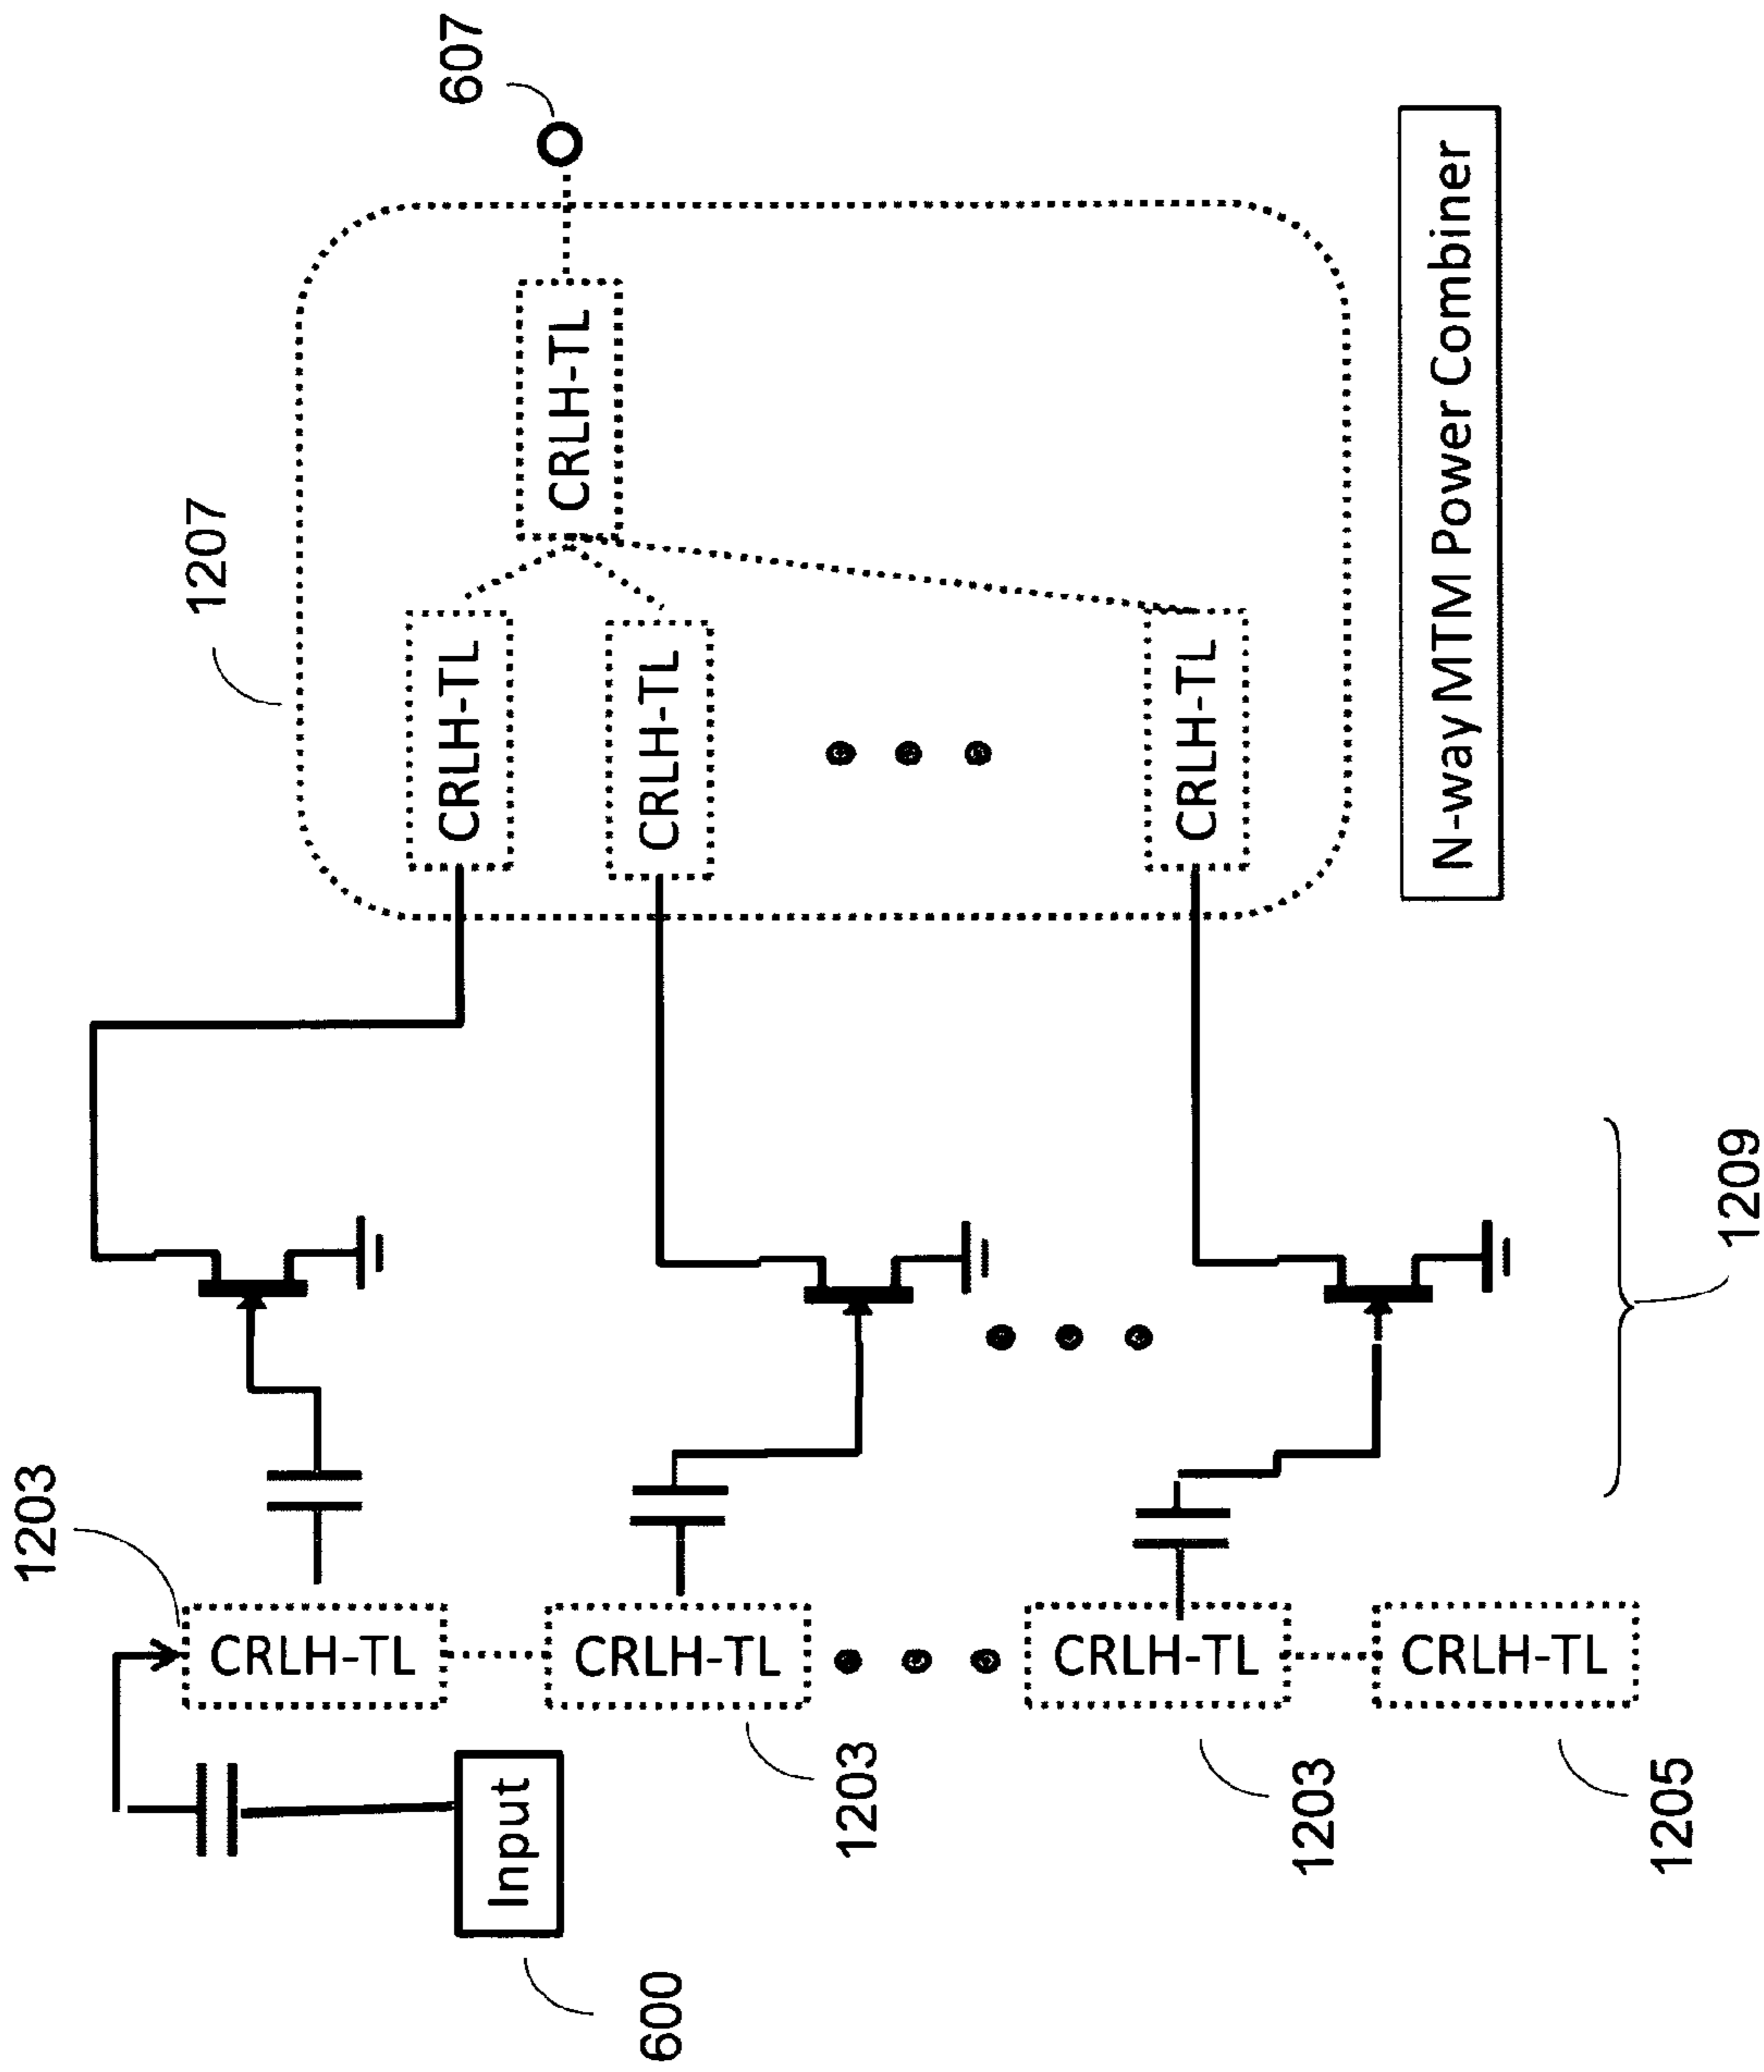 607
1207
CRLH-TL
CRLH-TL
CRLH-TL
CRLH-TL
N-way MTM Power Combiner
1209
1203
CRLH-TL
CRLH-TL
CRLH-TL
CRLH-TL
1203
1203
1205
Input
600